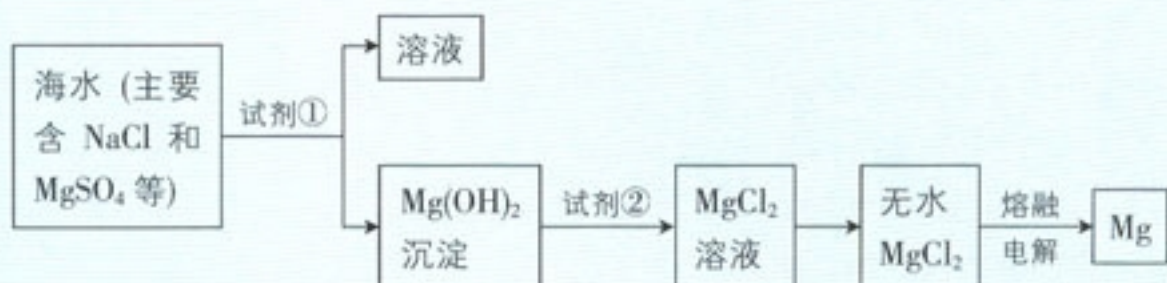 海水 (主要
含 NaCl 和
MgSO₄ 等)
试剂①
溶液
Mg(OH)₂
沉淀
试剂②
MgCl₂
溶液
无水
MgCl₂
熔融
电解
Mg